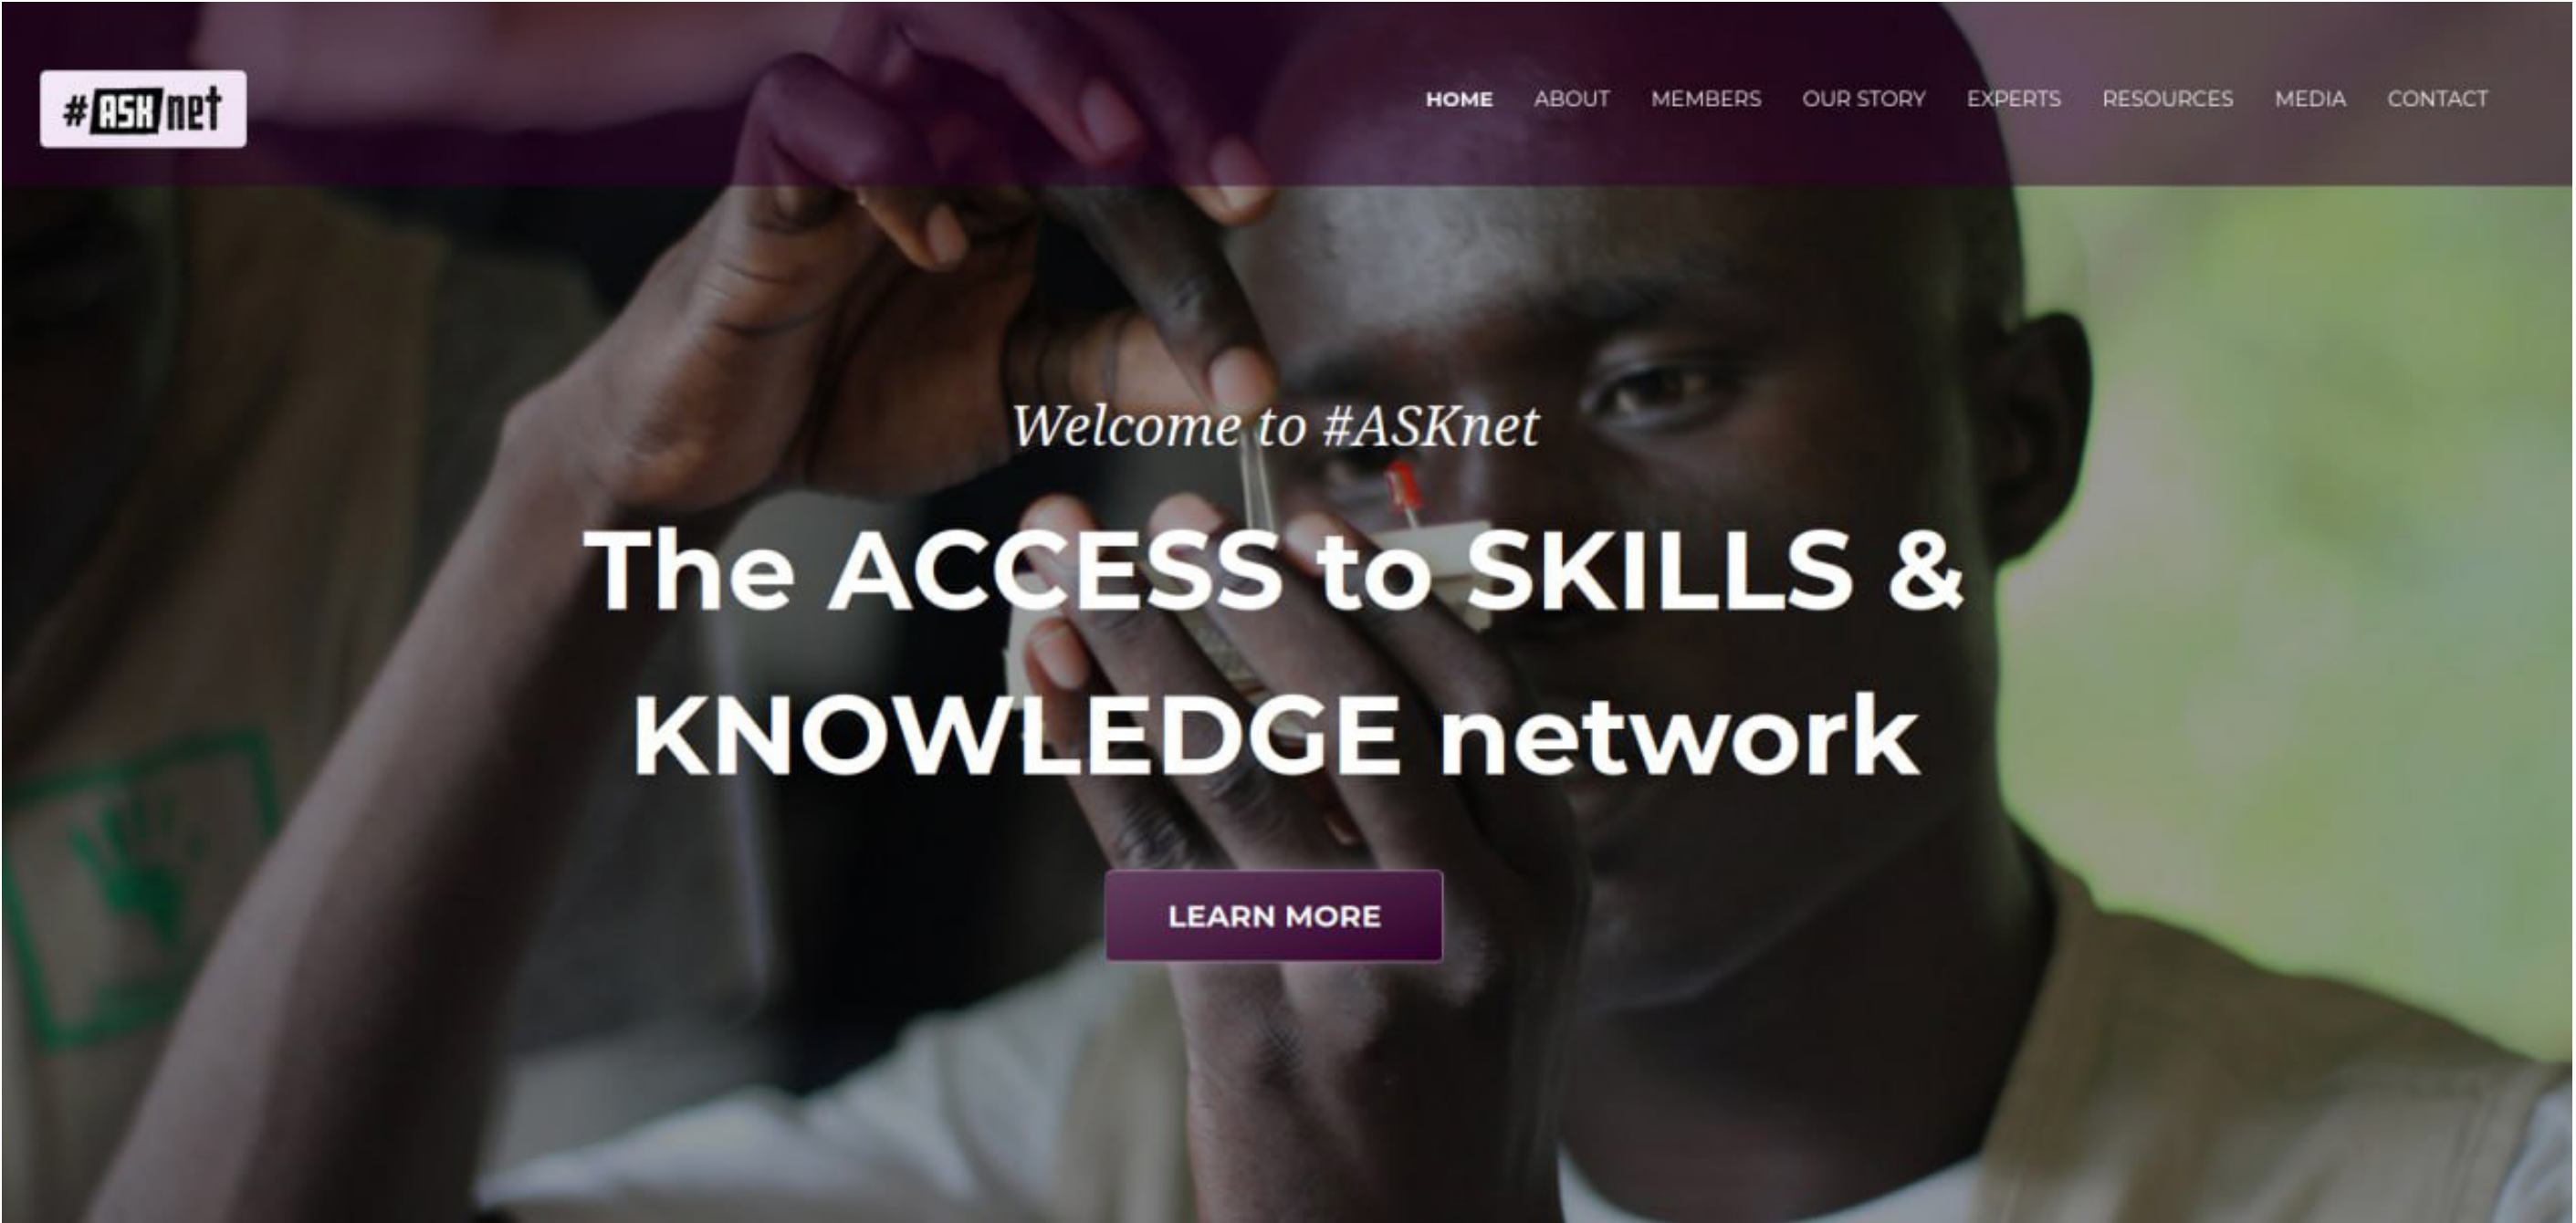 #ASKnet
HOME ABOUT MEMBERS OUR STORY EXPERTS RESOURCES MEDIA CONTACT
Welcome to #ASKnet
The ACCESS to SKILLS &
KNOWLEDGE network
LEARN MORE